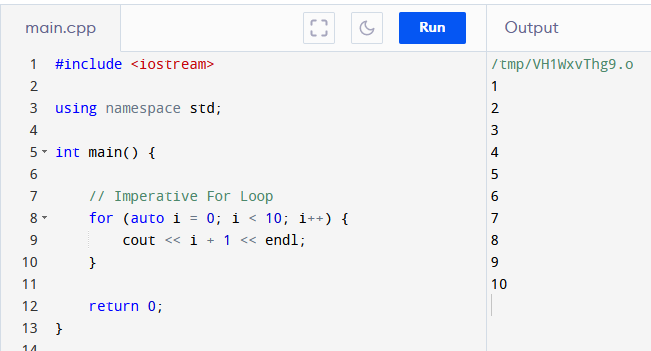 main.cpp
Run
Output
1 #include <iostream>
2
3 using namespace std;
4
5 int main() {
6
7     // Imperative For Loop
8     for (auto i = 0; i < 10; i++) {
9         cout << i + 1 << endl;
10     }
11
12     return 0;
13 }
14
/tmp/VH1WxvThg9.o
1
2
3
4
5
6
7
8
9
10